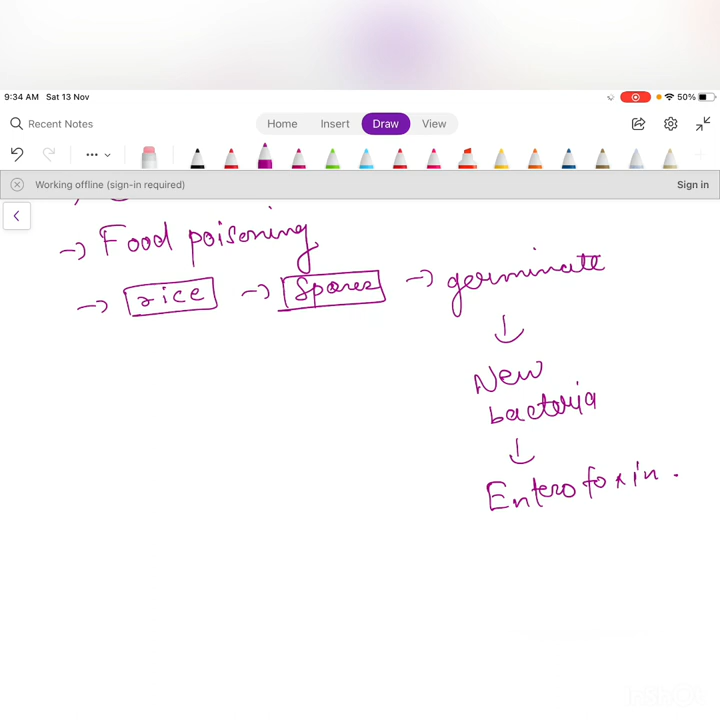 9:34 AM Sat 13 Nov 50%
Recent Notes Home Insert Draw View
Working offline (sign-in required) Sign in
→ Food poisoning
→ rice → Spores → germinate
↓
New
bacteria
↓
Enterotoxin.